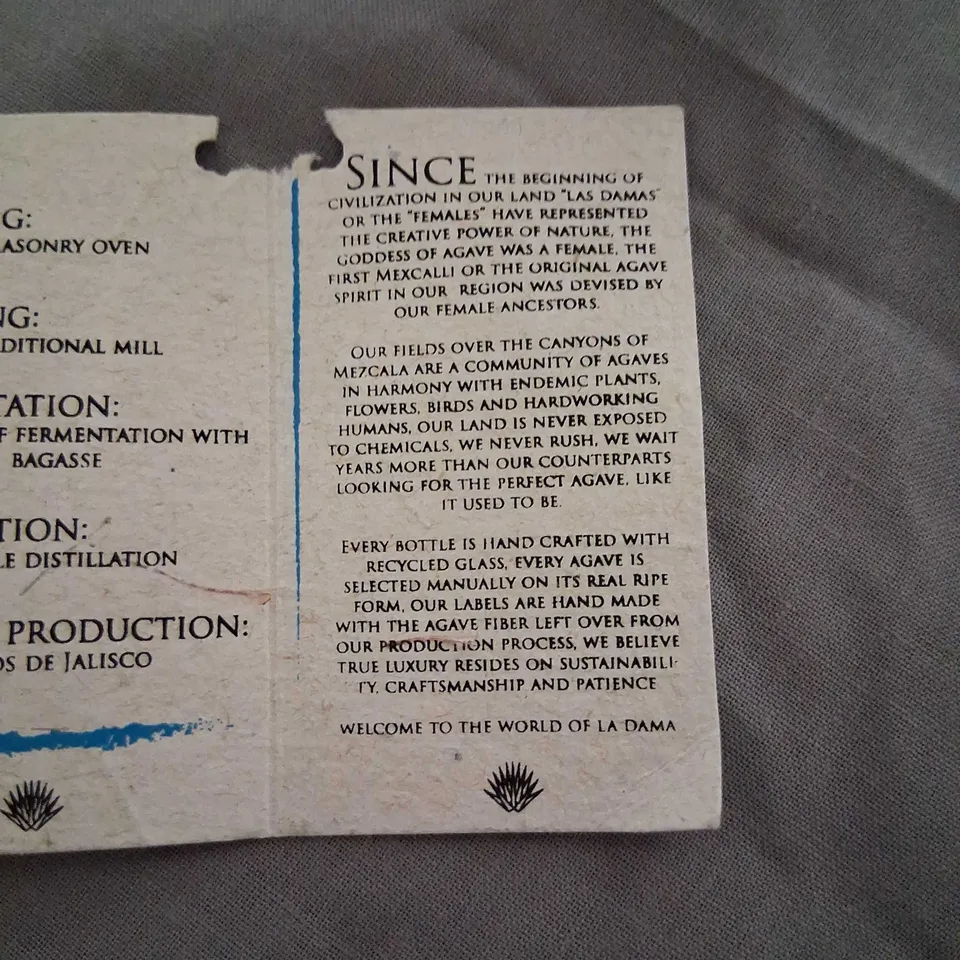 G:
ASONRY OVEN
NG:
DITIONAL MILL
TATION:
F FERMENTATION WITH
BAGASSE
TION:
LE DISTILLATION
PRODUCTION:
OS DE JALISCO
SINCE THE BEGINNING OF
CIVILIZATION IN OUR LAND "LAS DAMAS"
OR THE "FEMALES" HAVE REPRESENTED
THE CREATIVE POWER OF NATURE, THE
GODDESS OF AGAVE WAS A FEMALE, THE
FIRST MEXCALLI OR THE ORIGINAL AGAVE
SPIRIT IN OUR REGION WAS DEVISED BY
OUR FEMALE ANCESTORS.
OUR FIELDS OVER THE CANYONS OF
MEZCALA ARE A COMMUNITY OF AGAVES
IN HARMONY WITH ENDEMIC PLANTS,
FLOWERS, BIRDS AND HARDWORKING
HUMANS, OUR LAND IS NEVER EXPOSED
TO CHEMICALS, WE NEVER RUSH, WE WAIT
YEARS MORE THAN OUR COUNTERPARTS
LOOKING FOR THE PERFECT AGAVE, LIKE
IT USED TO BE.
EVERY BOTTLE IS HAND CRAFTED WITH
RECYCLED GLASS, EVERY AGAVE IS
SELECTED MANUALLY ON ITS REAL RIPE
FORM, OUR LABELS ARE HAND MADE
WITH THE AGAVE FIBER LEFT OVER FROM
OUR PRODUCTION PROCESS, WE BELIEVE
TRUE LUXURY RESIDES ON SUSTAINABILI-
TY, CRAFTSMANSHIP AND PATIENCE
WELCOME TO THE WORLD OF LA DAMA